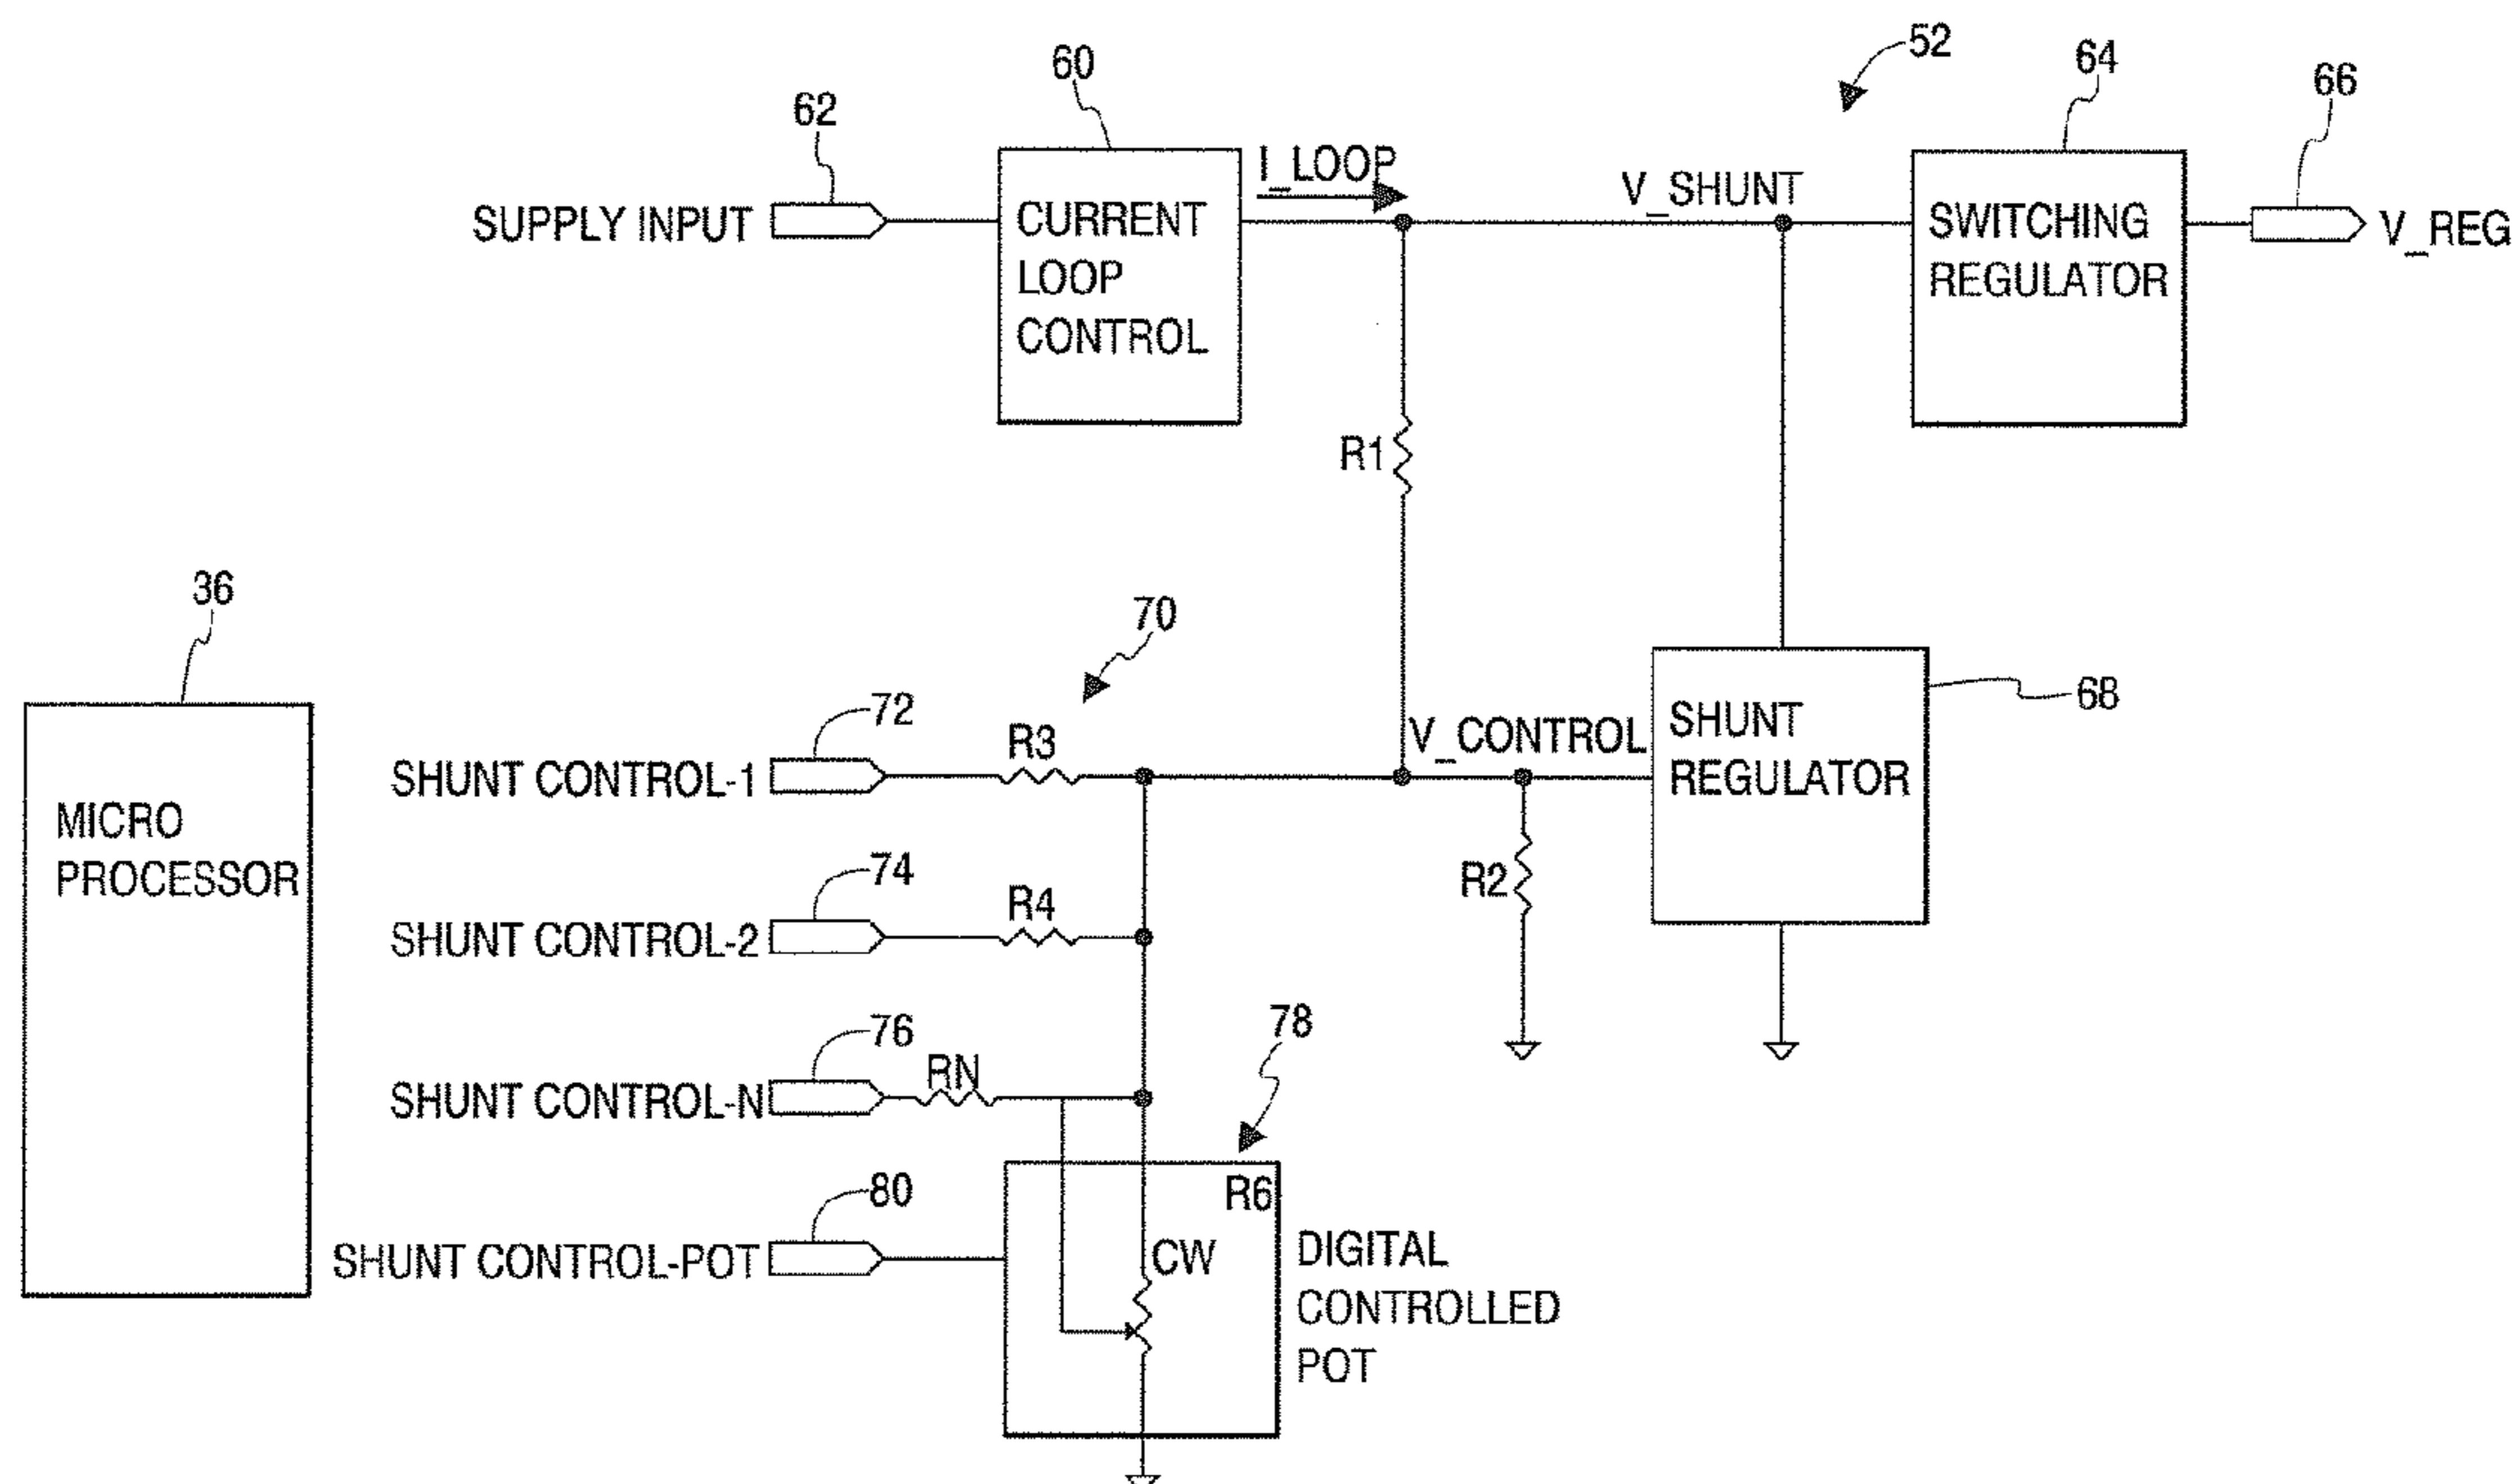 52
60
64
66
62
I_LOOP
V_SHUNT
SUPPLY INPUT
CURRENT
LOOP
CONTROL
SWITCHING
REGULATOR
V_REG
R1
36
70
68
72
R3
V_CONTROL
SHUNT
REGULATOR
SHUNT CONTROL-1
MICRO
PROCESSOR
74
R4
R2
SHUNT CONTROL-2
76
78
RN
SHUNT CONTROL-N
80
R6
SHUNT CONTROL-POT
CW
DIGITAL
CONTROLLED
POT